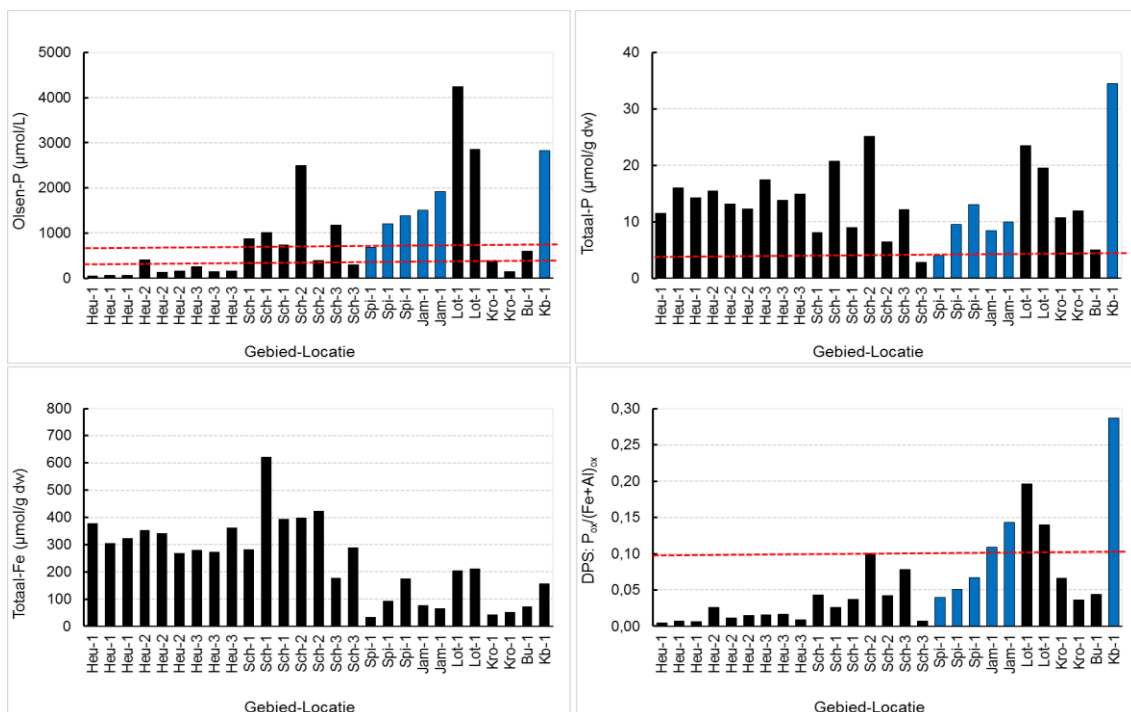 5000
4000
3000
2000
1000
0
Olsen-P (µmol/L)
Heu-1 Heu-1 Heu-1 Heu-2 Heu-2 Heu-2 Heu-3 Heu-3 Heu-3 Sch-1 Sch-1 Sch-1 Sch-2 Sch-2 Sch-3 Sch-3 Spi-1 Spi-1 Spi-1 Jam-1 Jam-1 Lot-1 Lot-1 Kro-1 Kro-1 Bu-1 Kb-1
Gebied-Locatie
40
30
20
10
0
Totaal-P (µmol/g dw)
Heu-1 Heu-1 Heu-1 Heu-2 Heu-2 Heu-2 Heu-3 Heu-3 Heu-3 Sch-1 Sch-1 Sch-1 Sch-2 Sch-2 Sch-3 Sch-3 Spi-1 Spi-1 Spi-1 Jam-1 Jam-1 Lot-1 Lot-1 Kro-1 Kro-1 Bu-1 Kb-1
Gebied-Locatie
800
700
600
500
400
300
200
100
0
Totaal-Fe (µmol/g dw)
Heu-1 Heu-1 Heu-1 Heu-2 Heu-2 Heu-2 Heu-3 Heu-3 Heu-3 Sch-1 Sch-1 Sch-1 Sch-2 Sch-2 Sch-3 Sch-3 Spi-1 Spi-1 Spi-1 Jam-1 Jam-1 Lot-1 Lot-1 Kro-1 Kro-1 Bu-1 Kb-1
Gebied-Locatie
0,30
0,25
0,20
0,15
0,10
0,05
0,00
DPS: Pox/(Fe+Al)ox
Heu-1 Heu-1 Heu-1 Heu-2 Heu-2 Heu-2 Heu-3 Heu-3 Heu-3 Sch-1 Sch-1 Sch-1 Sch-2 Sch-2 Sch-3 Sch-3 Spi-1 Spi-1 Spi-1 Jam-1 Jam-1 Lot-1 Lot-1 Kro-1 Kro-1 Bu-1 Kb-1
Gebied-Locatie